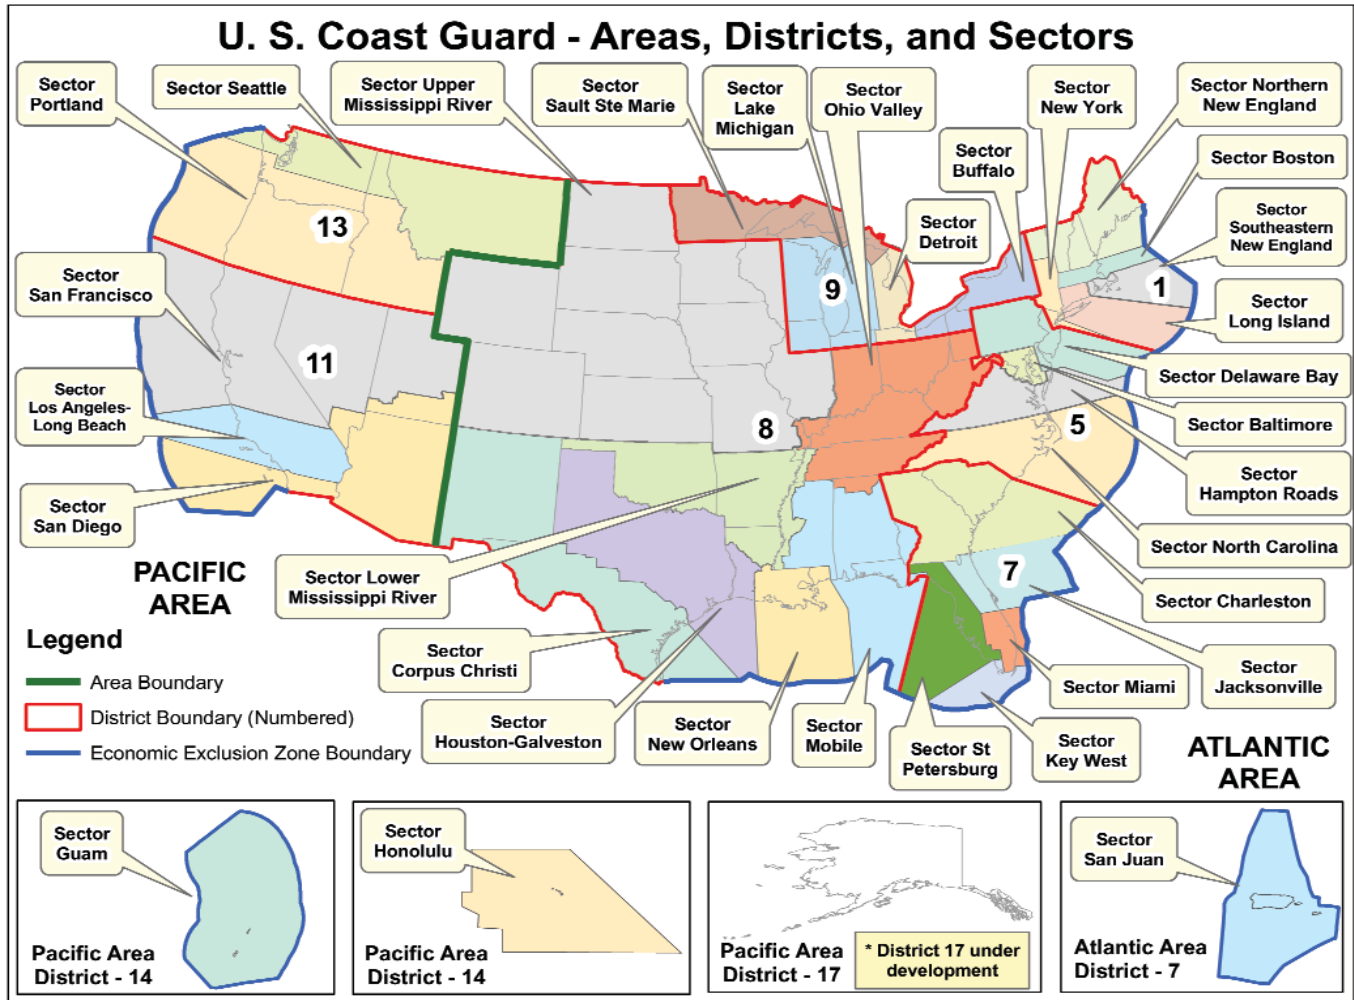 U. S. Coast Guard - Areas, Districts, and Sectors
Sector
Portland
Sector Seattle
Sector Upper
Mississippi River
Sector
Sault Ste Marie
Sector
Lake
Michigan
Sector
Ohio Valley
Sector
Buffalo
Sector
New York
Sector Northern
New England
Sector Boston
Sector
Southeastern
New England
Sector
Detroit
Sector
Long Island
Sector
San Francisco
Sector
Los Angeles-
Long Beach
Sector
San Diego
13
11
9
8
1
5
7
Sector Delaware Bay
Sector Baltimore
Sector
Hampton Roads
Sector North Carolina
Sector Charleston
Sector
Jacksonville
Sector Miami
Sector
Key West
Sector St
Petersburg
Sector
Mobile
Sector
New Orleans
Sector
Houston-Galveston
Sector
Corpus Christi
Sector Lower
Mississippi River
PACIFIC
AREA
ATLANTIC
AREA
Legend
Area Boundary
District Boundary (Numbered)
Economic Exclusion Zone Boundary
Sector
Guam
Pacific Area
District - 14
Sector
Honolulu
Pacific Area
District - 14
Pacific Area
District - 17
* District 17 under
development
Sector
San Juan
Atlantic Area
District - 7